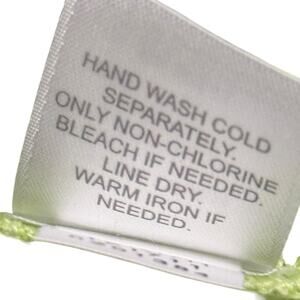 HAND WASH COLD
SEPARATELY.
ONLY NON-CHLORINE
BLEACH IF NEEDED.
LINE DRY.
WARM IRON IF
NEEDED.